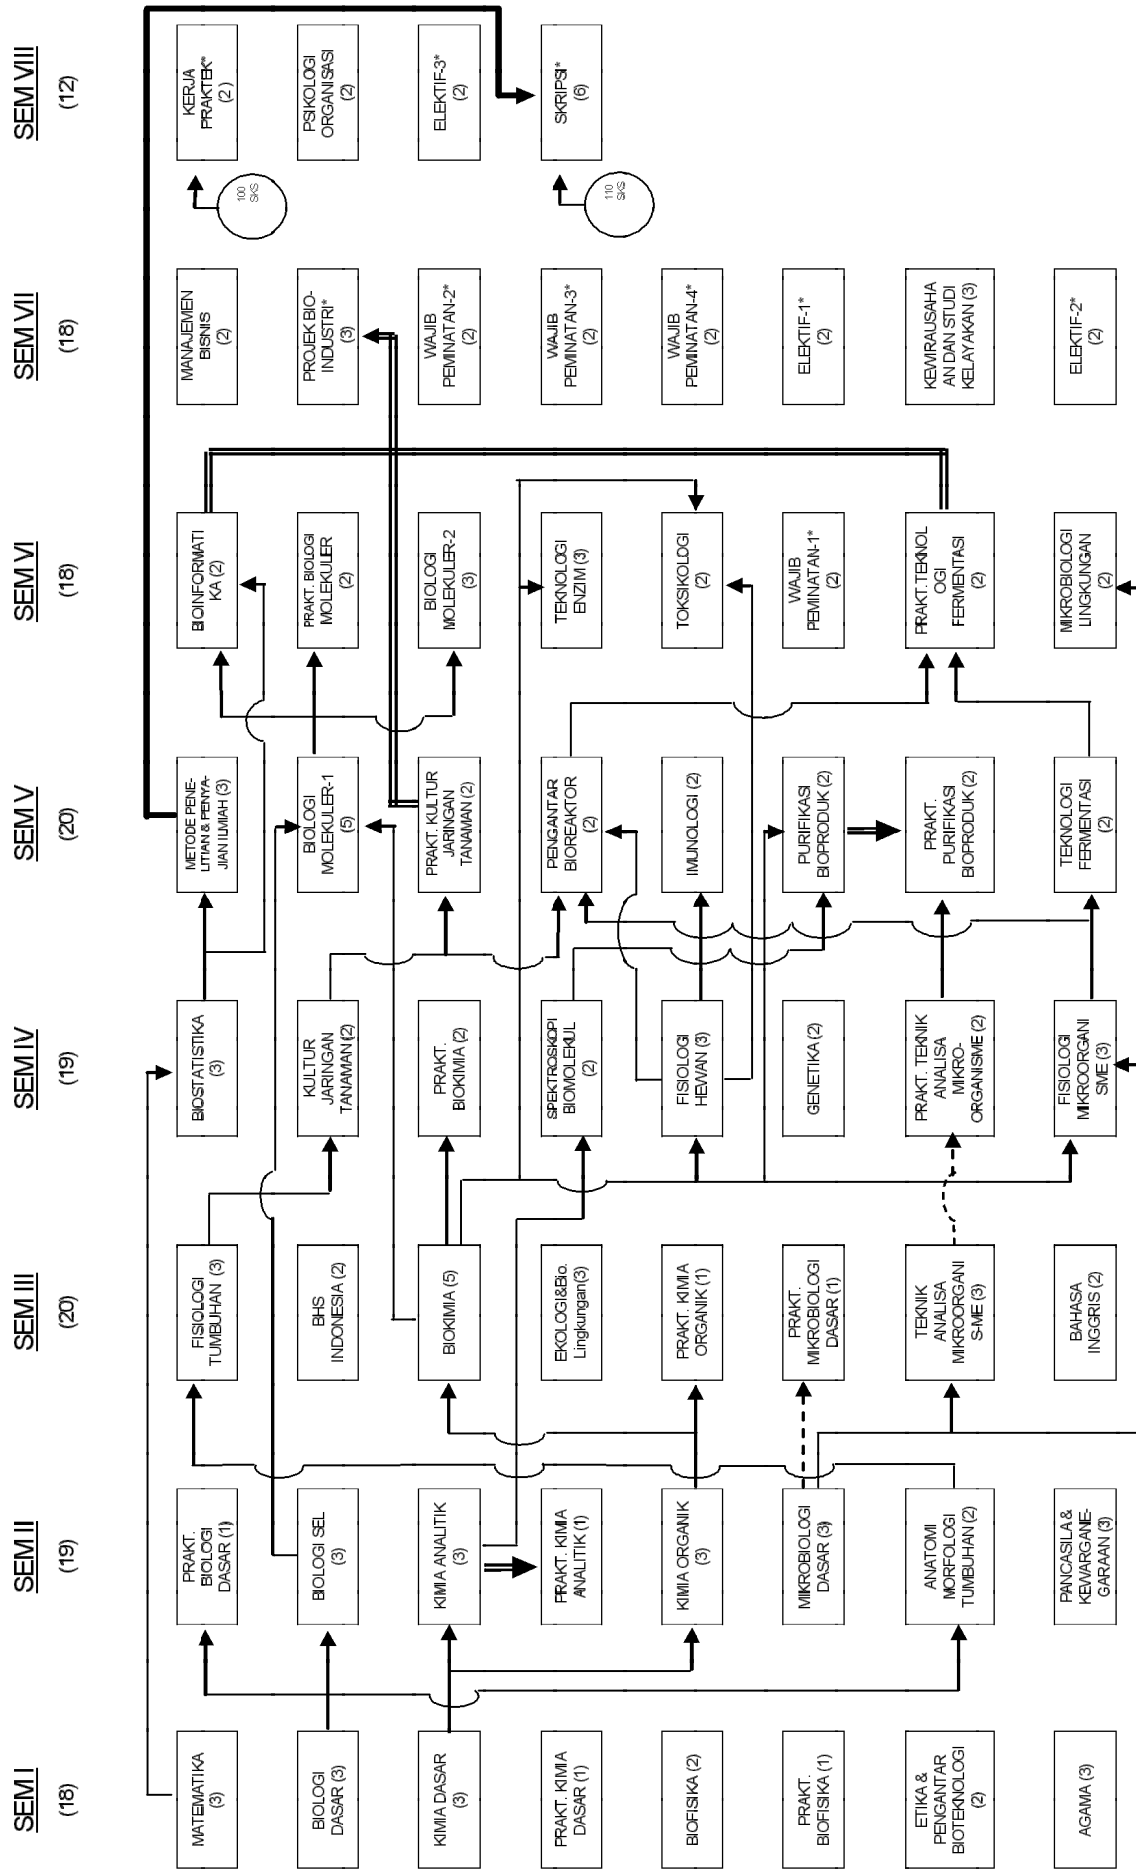 SEM I
(18)
MATEMATIKA
(3)
BIOLOGI
DASAR (3)
KIMIA DASAR
(3)
PRAKT. KIMIA
DASAR (1)
BIOFISIKA (2)
PRAKT.
BIOFISIKA (1)
ETIKA &
PENGANTAR
BIOTEKNOLOGI
(2)
AGAMA (3)
SEM II
(19)
PRAKT.
BIOLOGI
DASAR (1)
BIOLOGI SEL
(3)
KIMIA ANALITIK
(3)
PRAKT. KIMIA
ANALITIK (1)
KIMIA ORGANIK
(3)
MIKROBIOLOGI
DASAR (3)
ANATOMI
MORFOLOGI
TUMBUHAN (2)
PANCASILA &
KEWARGANE-
GARAAN (3)
SEM III
(20)
FISIOLOGI
TUMBUHAN (3)
BHS
INDONESIA (2)
BIOKIMIA (5)
EKOLOGI&Bio.
Lingkungan(3)
PRAKT. KIMIA
ORGANIK (1)
PRAKT.
MIKROBIOLOGI
DASAR (1)
TEKNIK
ANALISA
MIKROORGANI
S-ME (3)
BAHASA
INGGRIS (2)
SEM IV
(19)
BIOSTATISTIKA
(3)
KULTUR
JARINGAN
TANAMAN (2)
PRAKT.
BIOKIMIA (2)
SPEKTROSKOPI
BIOMOLEKUL
(2)
FISIOLOGI
HEWAN (3)
GENETIKA (2)
PRAKT. TEKNIK
ANALISA
MIKRO-
ORGANISME (2)
FISIOLOGI
MIKROORGANI
SME (3)
SEM V
(20)
METODE PENE-
LITIAN & PENYA-
JIAN ILMIAH (3)
BIOLOGI
MOLEKULER-1
(5)
PRAKT. KULTUR
JARINGAN
TANAMAN (2)
PENGANTAR
BIOREAKTOR
(2)
IMUNOLOGI (2)
PURIFIKASI
BIOPRODUK (2)
PRAKT.
PURIFIKASI
BIOPRODUK (2)
TEKNOLOGI
FERMENTASI
(2)
SEM VI
(18)
BIOINFORMATI
KA (2)
PRAKT. BIOLOGI
MOLEKULER
(2)
BIOLOGI
MOLEKULER-2
(3)
TEKNOLOGI
ENZIM (3)
TOKSIKOLOGI
(2)
WAJIB
PEMINATAN-1*
(2)
PRAKT. TEKNOL
OGI
FERMENTASI
(2)
MIKROBIOLOGI
LINGKUNGAN
(2)
SEM VII
(18)
MANAJEMEN
BISNIS
(2)
PROJEK BIO-
INDUSTRI*
(3)
WAJIB
PEMINATAN-2*
(2)
WAJIB
PEMINATAN-3*
(2)
WAJIB
PEMINATAN-4*
(2)
ELEKTIF-1*
(2)
KEWIRAUSAHA
AN DAN STUDI
KELAYAKAN (3)
ELEKTIF-2*
(2)
SEM VIII
(12)
100
SKS
KERJA
PRAKTEK*
(2)
PSIKOLOGI
ORGANISASI
(2)
ELEKTIF-3*
(2)
110
SKS
SKRIPSI*
(6)